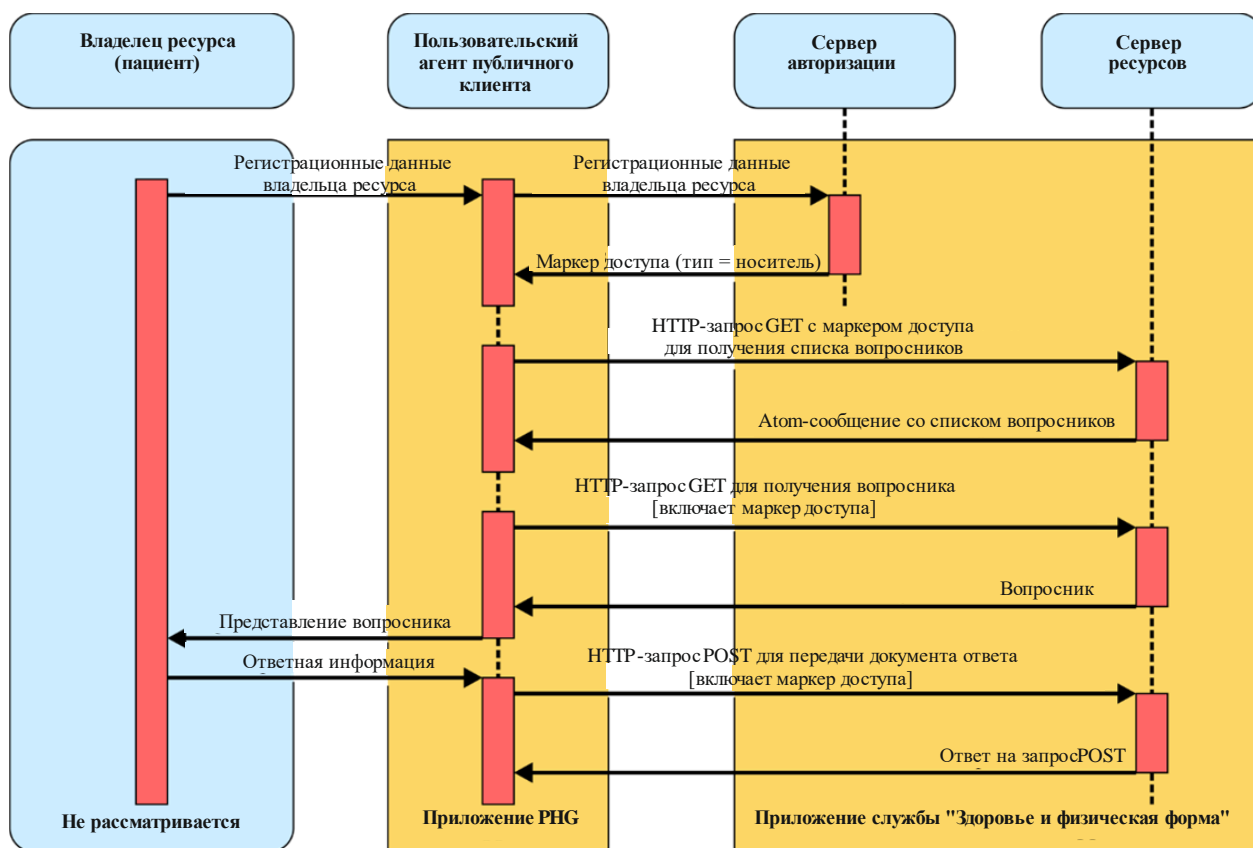 Владелец ресурса
(пациент)
Пользовательский
агент публичного
клиента
Сервер
авторизации
Сервер
ресурсов
Регистрационные данные
владельца ресурса
Регистрационные данные
владельца ресурса
Маркер доступа (тип = носитель)
HTTP-запрос GET с маркером доступа
для получения списка вопросников
Atom-сообщение со списком вопросников
HTTP-запрос GET для получения вопросника
[включает маркер доступа]
Вопросник
Представление вопросника
Ответная информация
HTTP-запрос POST для передачи документа ответа
[включает маркер доступа]
Ответ на запрос POST
Не рассматривается
Приложение PHG
Приложение службы "Здоровье и физическая форма"